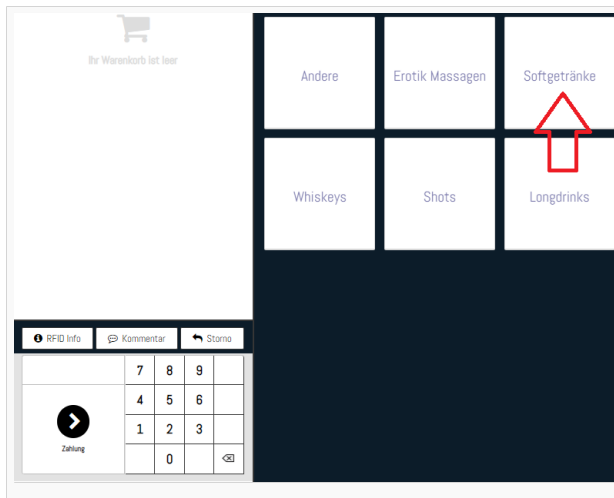 Ihr Warenkorb ist leer
Andere
Erotik Massagen
Softgetränke
Whiskeys
Shots
Longdrinks
RFID Info
Kommentar
Storno
7 8 9
4 5 6
1 2 3
0
Zahlung